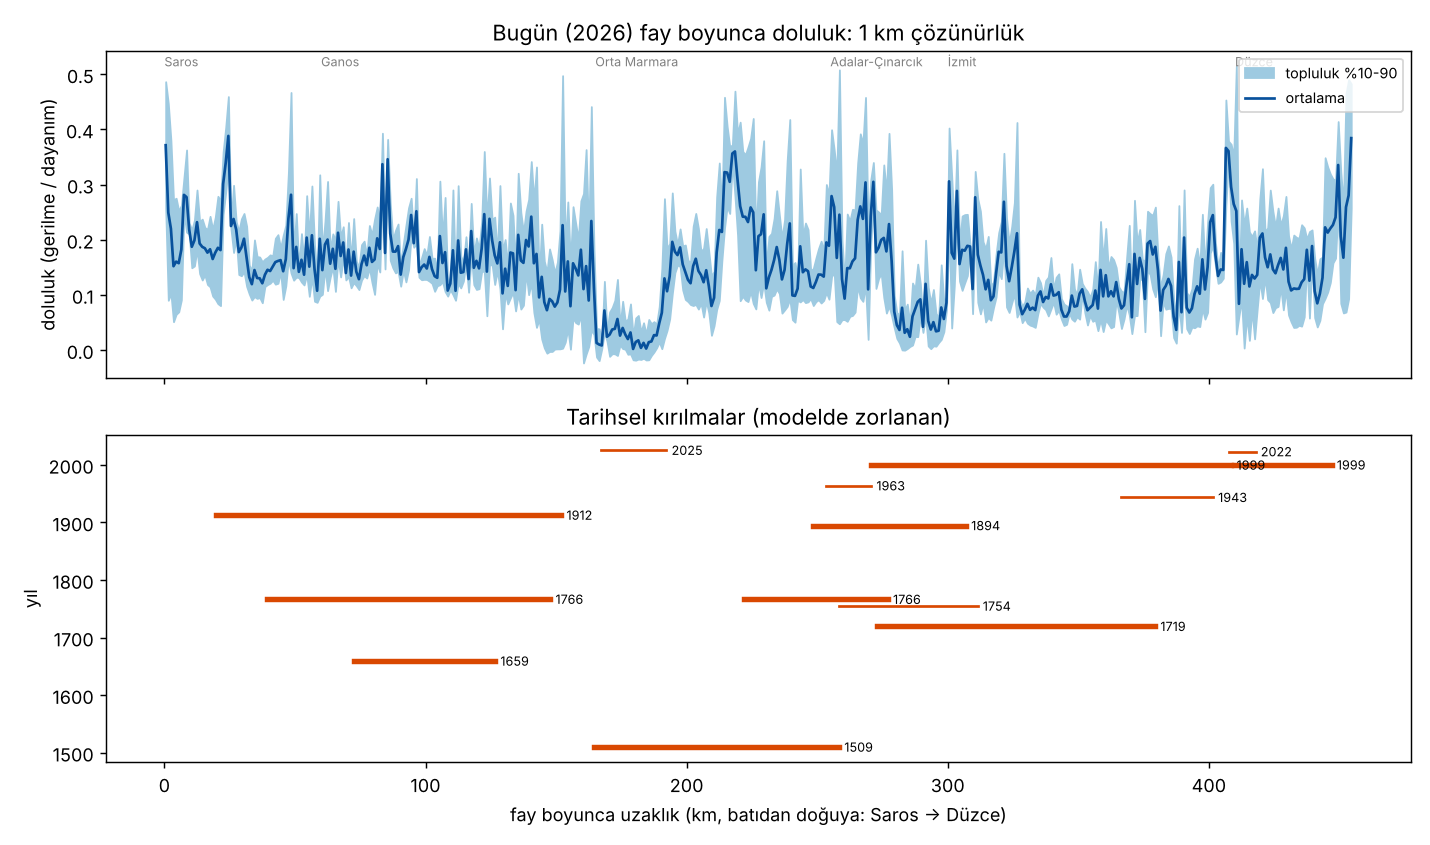 Bugün (2026) fay boyunca doluluk: 1 km çözünürlük
Saros Ganos Orta Marmara Adalar-Çınarcık İzmit Düzce
topluluk %10-90
ortalama
doluluk (gerilme / dayanım)
0.5
0.4
0.3
0.2
0.1
0.0
Tarihsel kırılmalar (modelde zorlanan)
yıl
2000
1900
1800
1700
1600
1500
2025
2022
1999
1999
1963
1943
1912
1894
1766
1766
1754
1719
1659
1509
0 100 200 300 400
fay boyunca uzaklık (km, batıdan doğuya: Saros → Düzce)